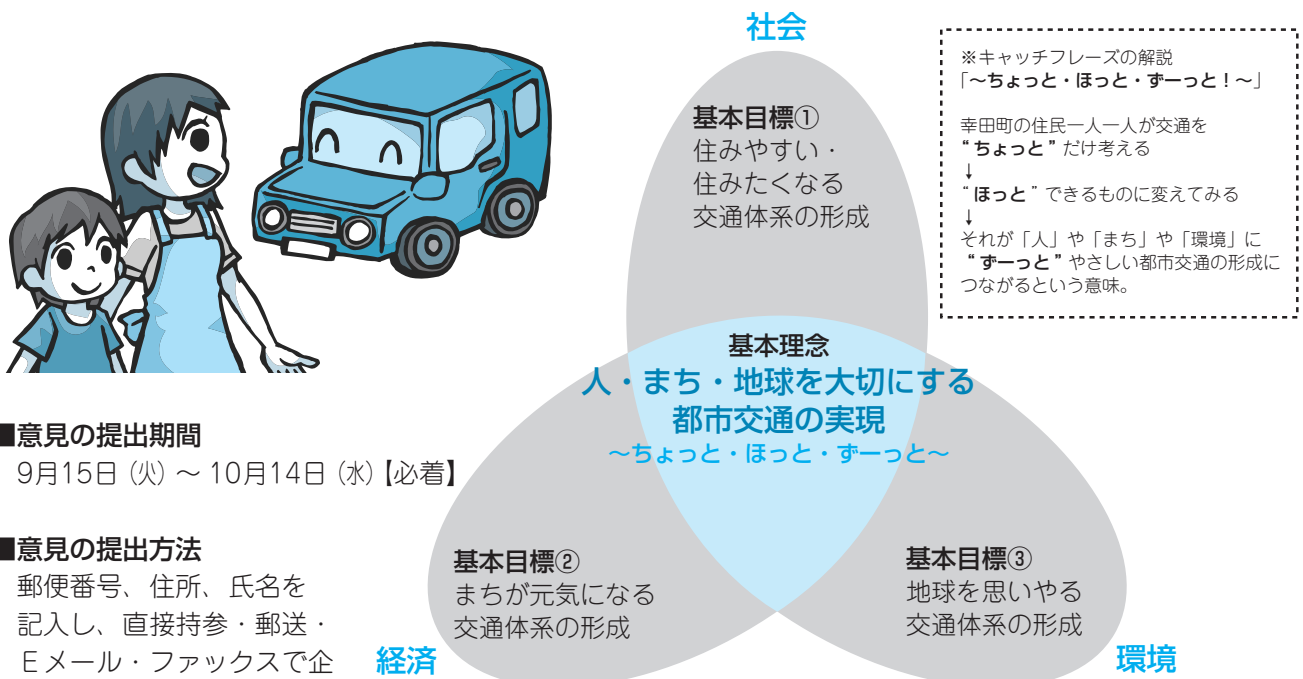 社会
基本目標①
住みやすい・
住みたくなる
交通体系の形成
※キャッチフレーズの解説
「～ちょっと・ほっと・ずーっと！～」
幸田町の住民一人一人が交通を
“ちょっと”だけ考える
↓
“ほっと”できるものに変えてみる
↓
それが「人」や「まち」や「環境」に
“ずーっと”やさしい都市交通の形成に
つながるという意味。
基本理念
人・まち・地球を大切にする
都市交通の実現
～ちょっと・ほっと・ずーっと～
■意見の提出期間
9月15日（火）～10月14日（水）【必着】
■意見の提出方法
郵便番号、住所、氏名を
記入し、直接持参・郵送・
Ｅメール・ファックスで企
基本目標②
まちが元気になる
交通体系の形成
経済
基本目標③
地球を思いやる
交通体系の形成
環境